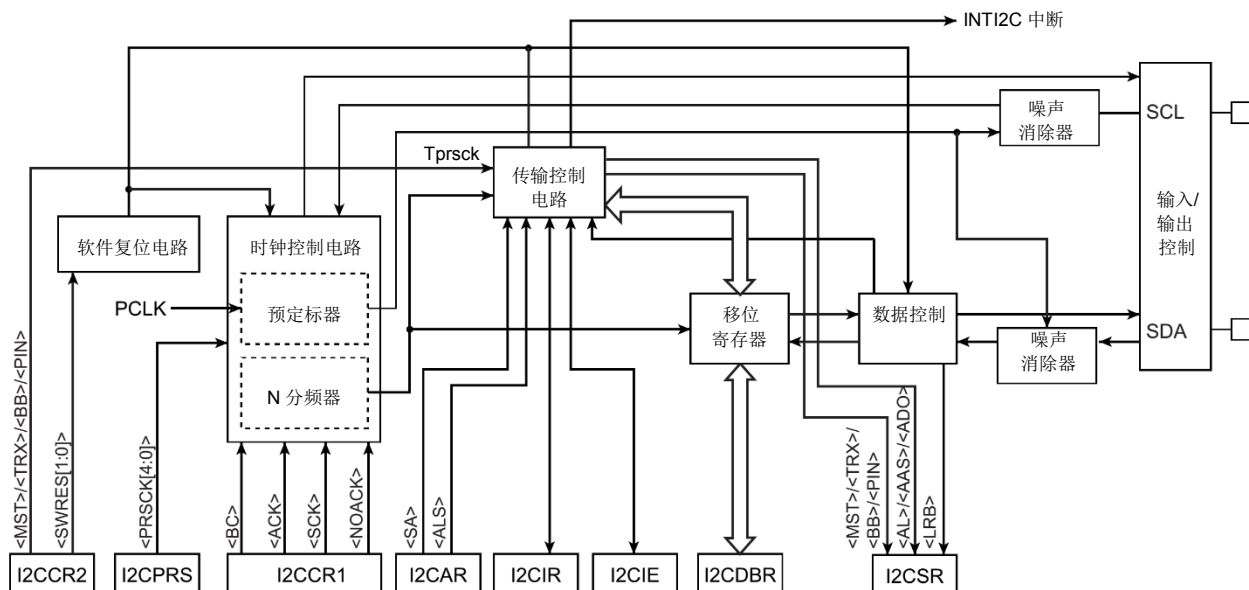 INTI2C 中断
噪声
消除器
SCL
Tprsck
传输控制
电路
输入/
输出
控制
软件复位电路
时钟控制电路
PCLK
预定标器
移位
寄存器
数据控制
SDA
噪声
消除器
N 分频器
<MST>/<TRX>/<BB>/<PIN>
<SWRES[1:0]>
<PRSCK[4:0]>
<BC>
<ACK>
<SCK>
<NOACK>
<SA>
<ALS>
<MST>/<TRX>/
<BB>/<PIN>
<AL>/<AAS>/<ADO>
<LRB>
I2CCR2
I2CPRS
I2CCR1
I2CAR
I2CIR
I2CIE
I2CDBR
I2CSR